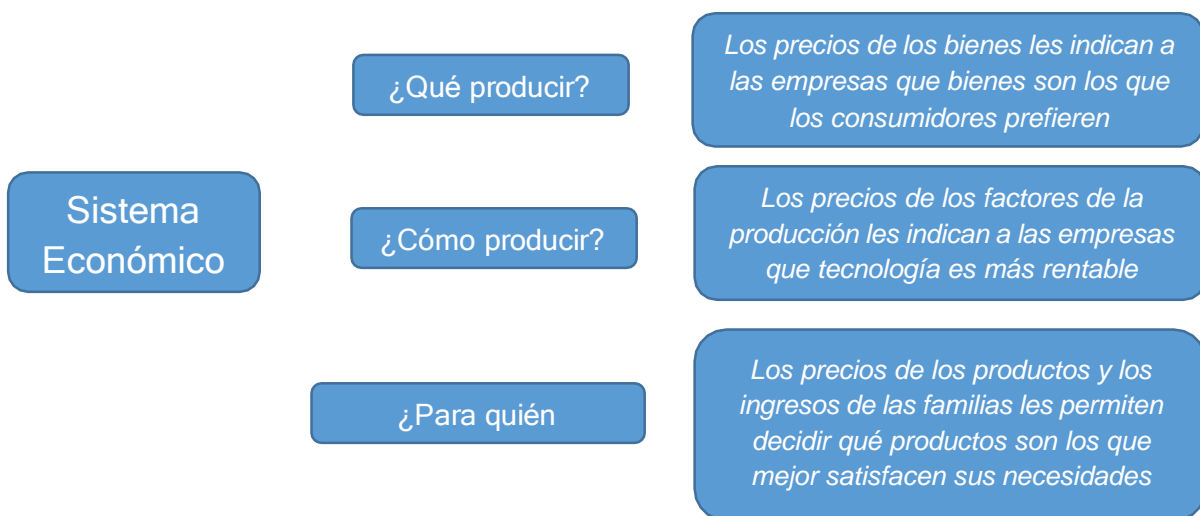 Sistema
Económico
¿Qué producir?
Los precios de los bienes les indican a
las empresas que bienes son los que
los consumidores prefieren
¿Cómo producir?
Los precios de los factores de la
producción les indican a las empresas
que tecnología es más rentable
¿Para quién
Los precios de los productos y los
ingresos de las familias les permiten
decidir qué productos son los que
mejor satisfacen sus necesidades